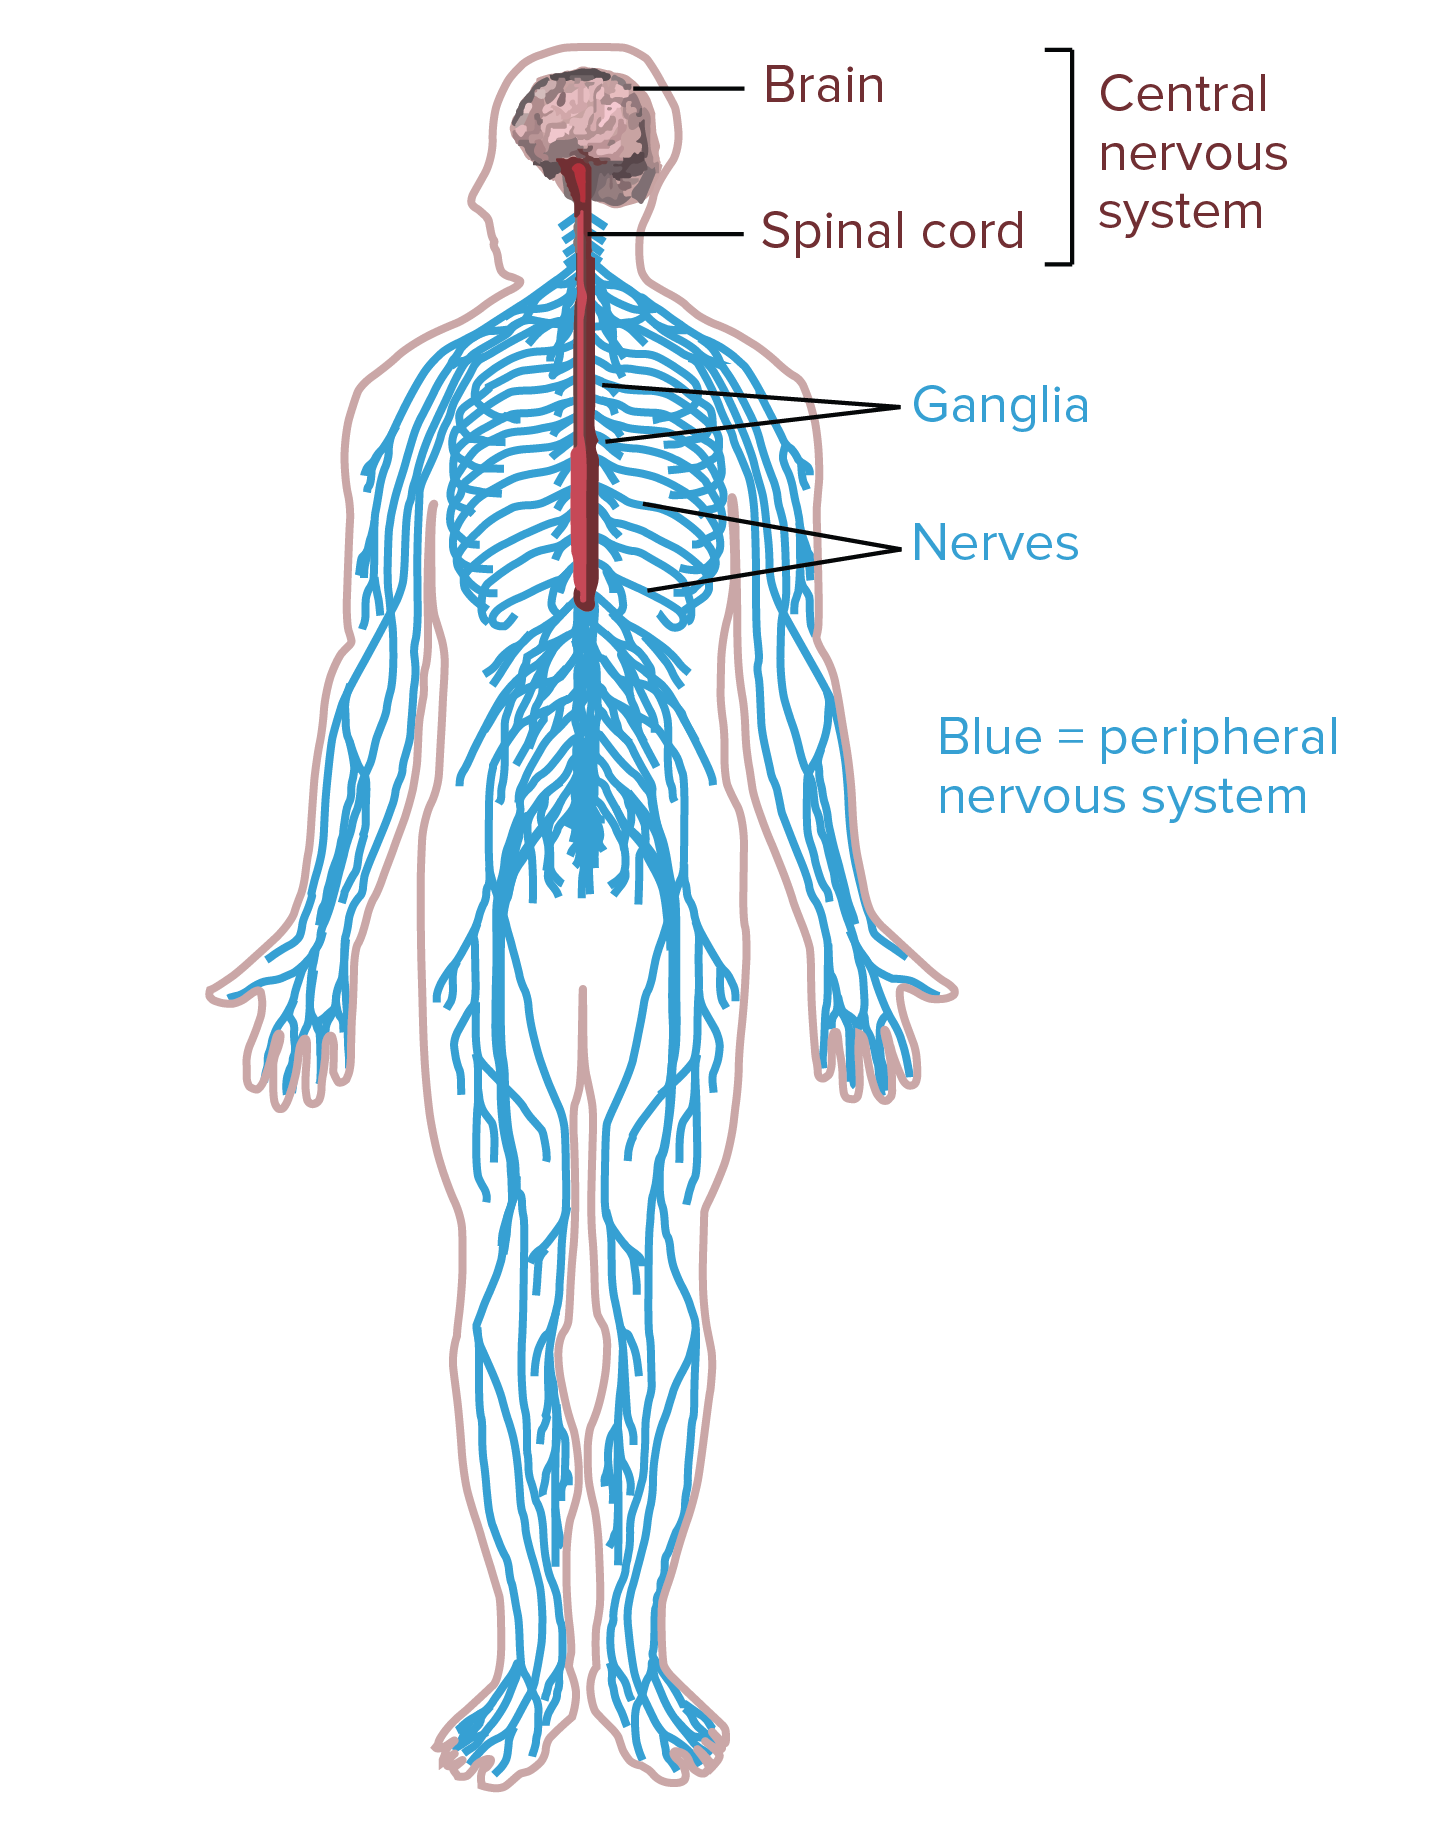 Brain
Central
nervous
system
Spinal cord
Ganglia
Nerves
Blue = peripheral
nervous system